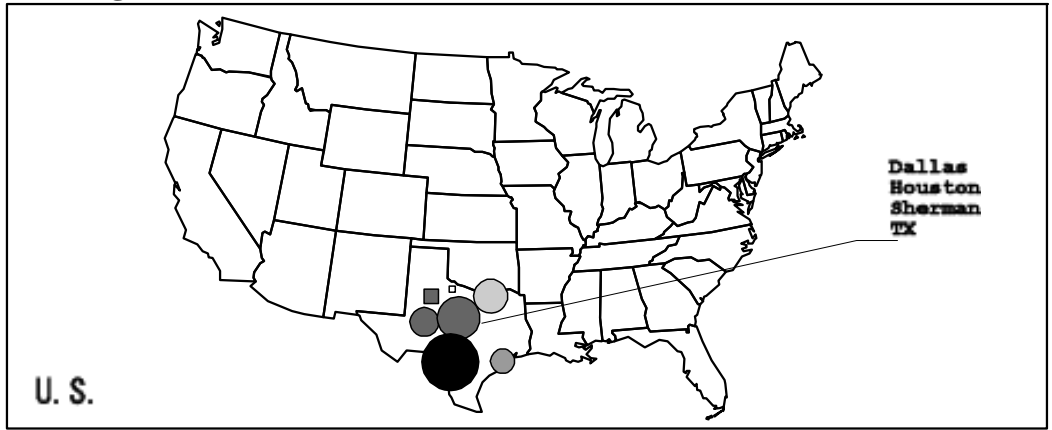 Dallas
Houston
Sherman
TX
U. S.